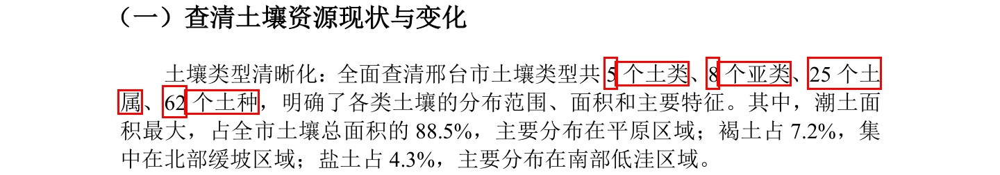 （一）查清土壤资源现状与变化
土壤类型清晰化：全面查清邢台市土壤类型共 5 个土类、8 个亚类、25 个土
属、62 个土种，明确了各类土壤的分布范围、面积和主要特征。其中，潮土面
积最大，占全市土壤总面积的 88.5%，主要分布在平原区域；褐土占 7.2%，集
中在北部缓坡区域；盐土占 4.3%，主要分布在南部低洼区域。